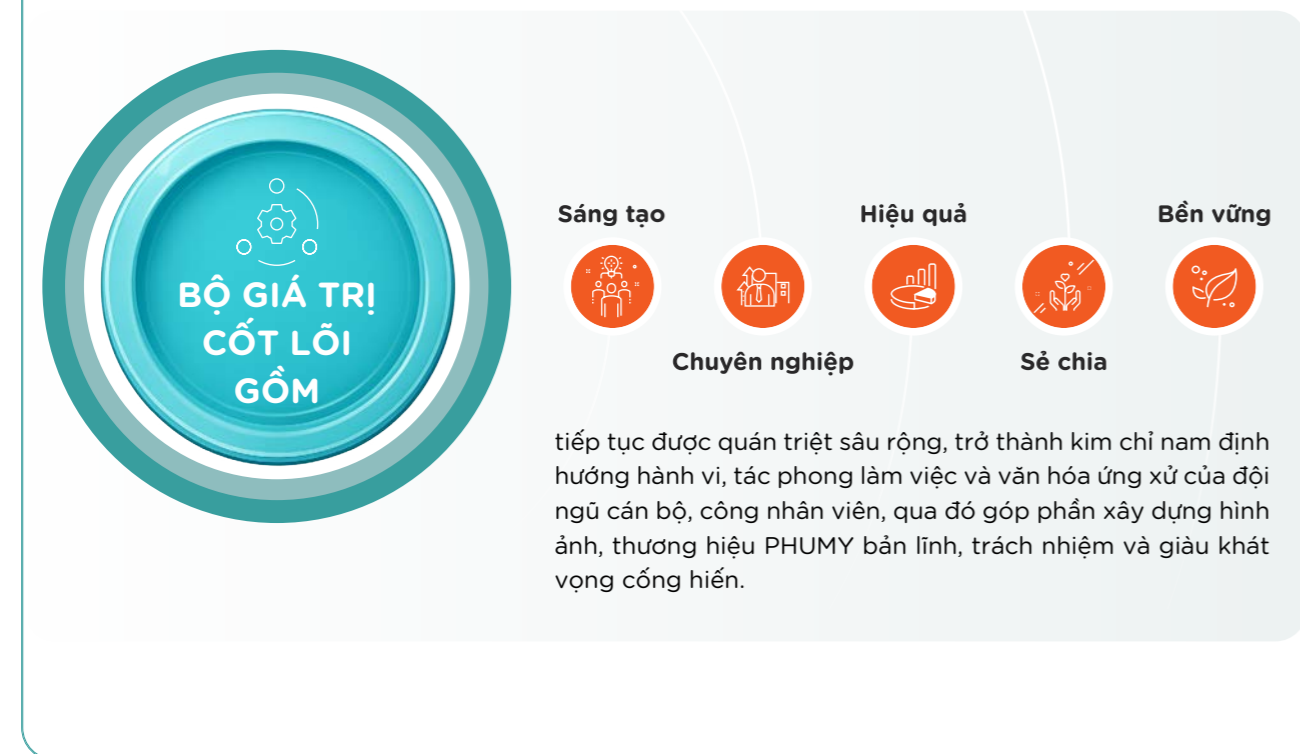 BỘ GIÁ TRỊ
CỐT LÕI
GỒM
Sáng tạo
Chuyên nghiệp
Hiệu quả
Sẻ chia
Bền vững
tiếp tục được quán triệt sâu rộng, trở thành kim chỉ nam định
hướng hành vi, tác phong làm việc và văn hóa ứng xử của đội
ngũ cán bộ, công nhân viên, qua đó góp phần xây dựng hình
ảnh, thương hiệu PHUMY bản lĩnh, trách nhiệm và giàu khát
vọng cống hiến.